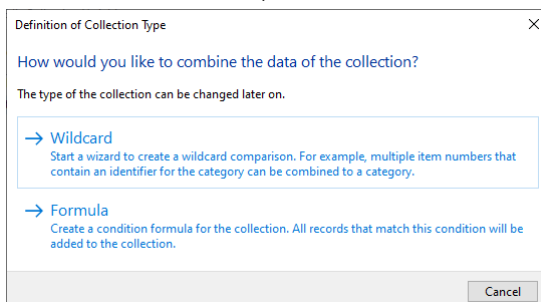 Definition of Collection Type
How would you like to combine the data of the collection?
The type of the collection can be changed later on.
Wildcard
Start a wizard to create a wildcard comparison. For example, multiple item numbers that
contain an identifier for the category can be combined to a category.
Formula
Create a condition formula for the collection. All records that match this condition will be
added to the collection.
Cancel